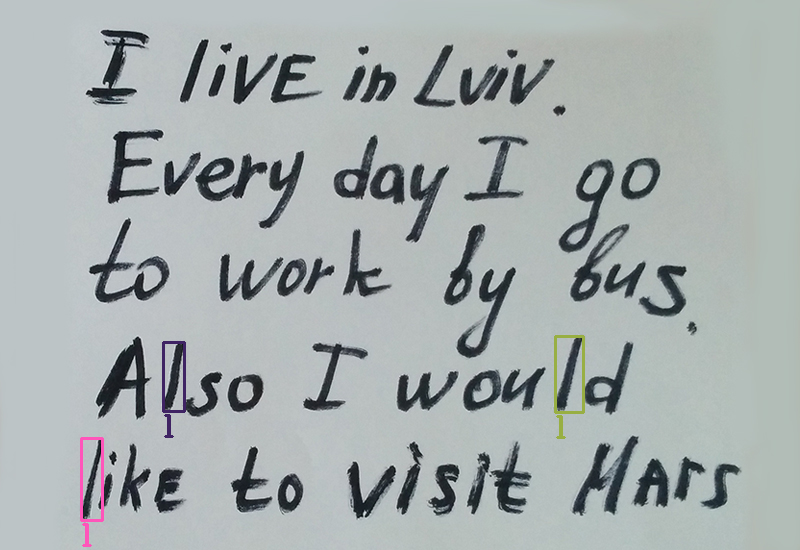 I liVE in Lviv.
Every day I go
to work by bus.
Also I would
like to visit MArs
l
l
l